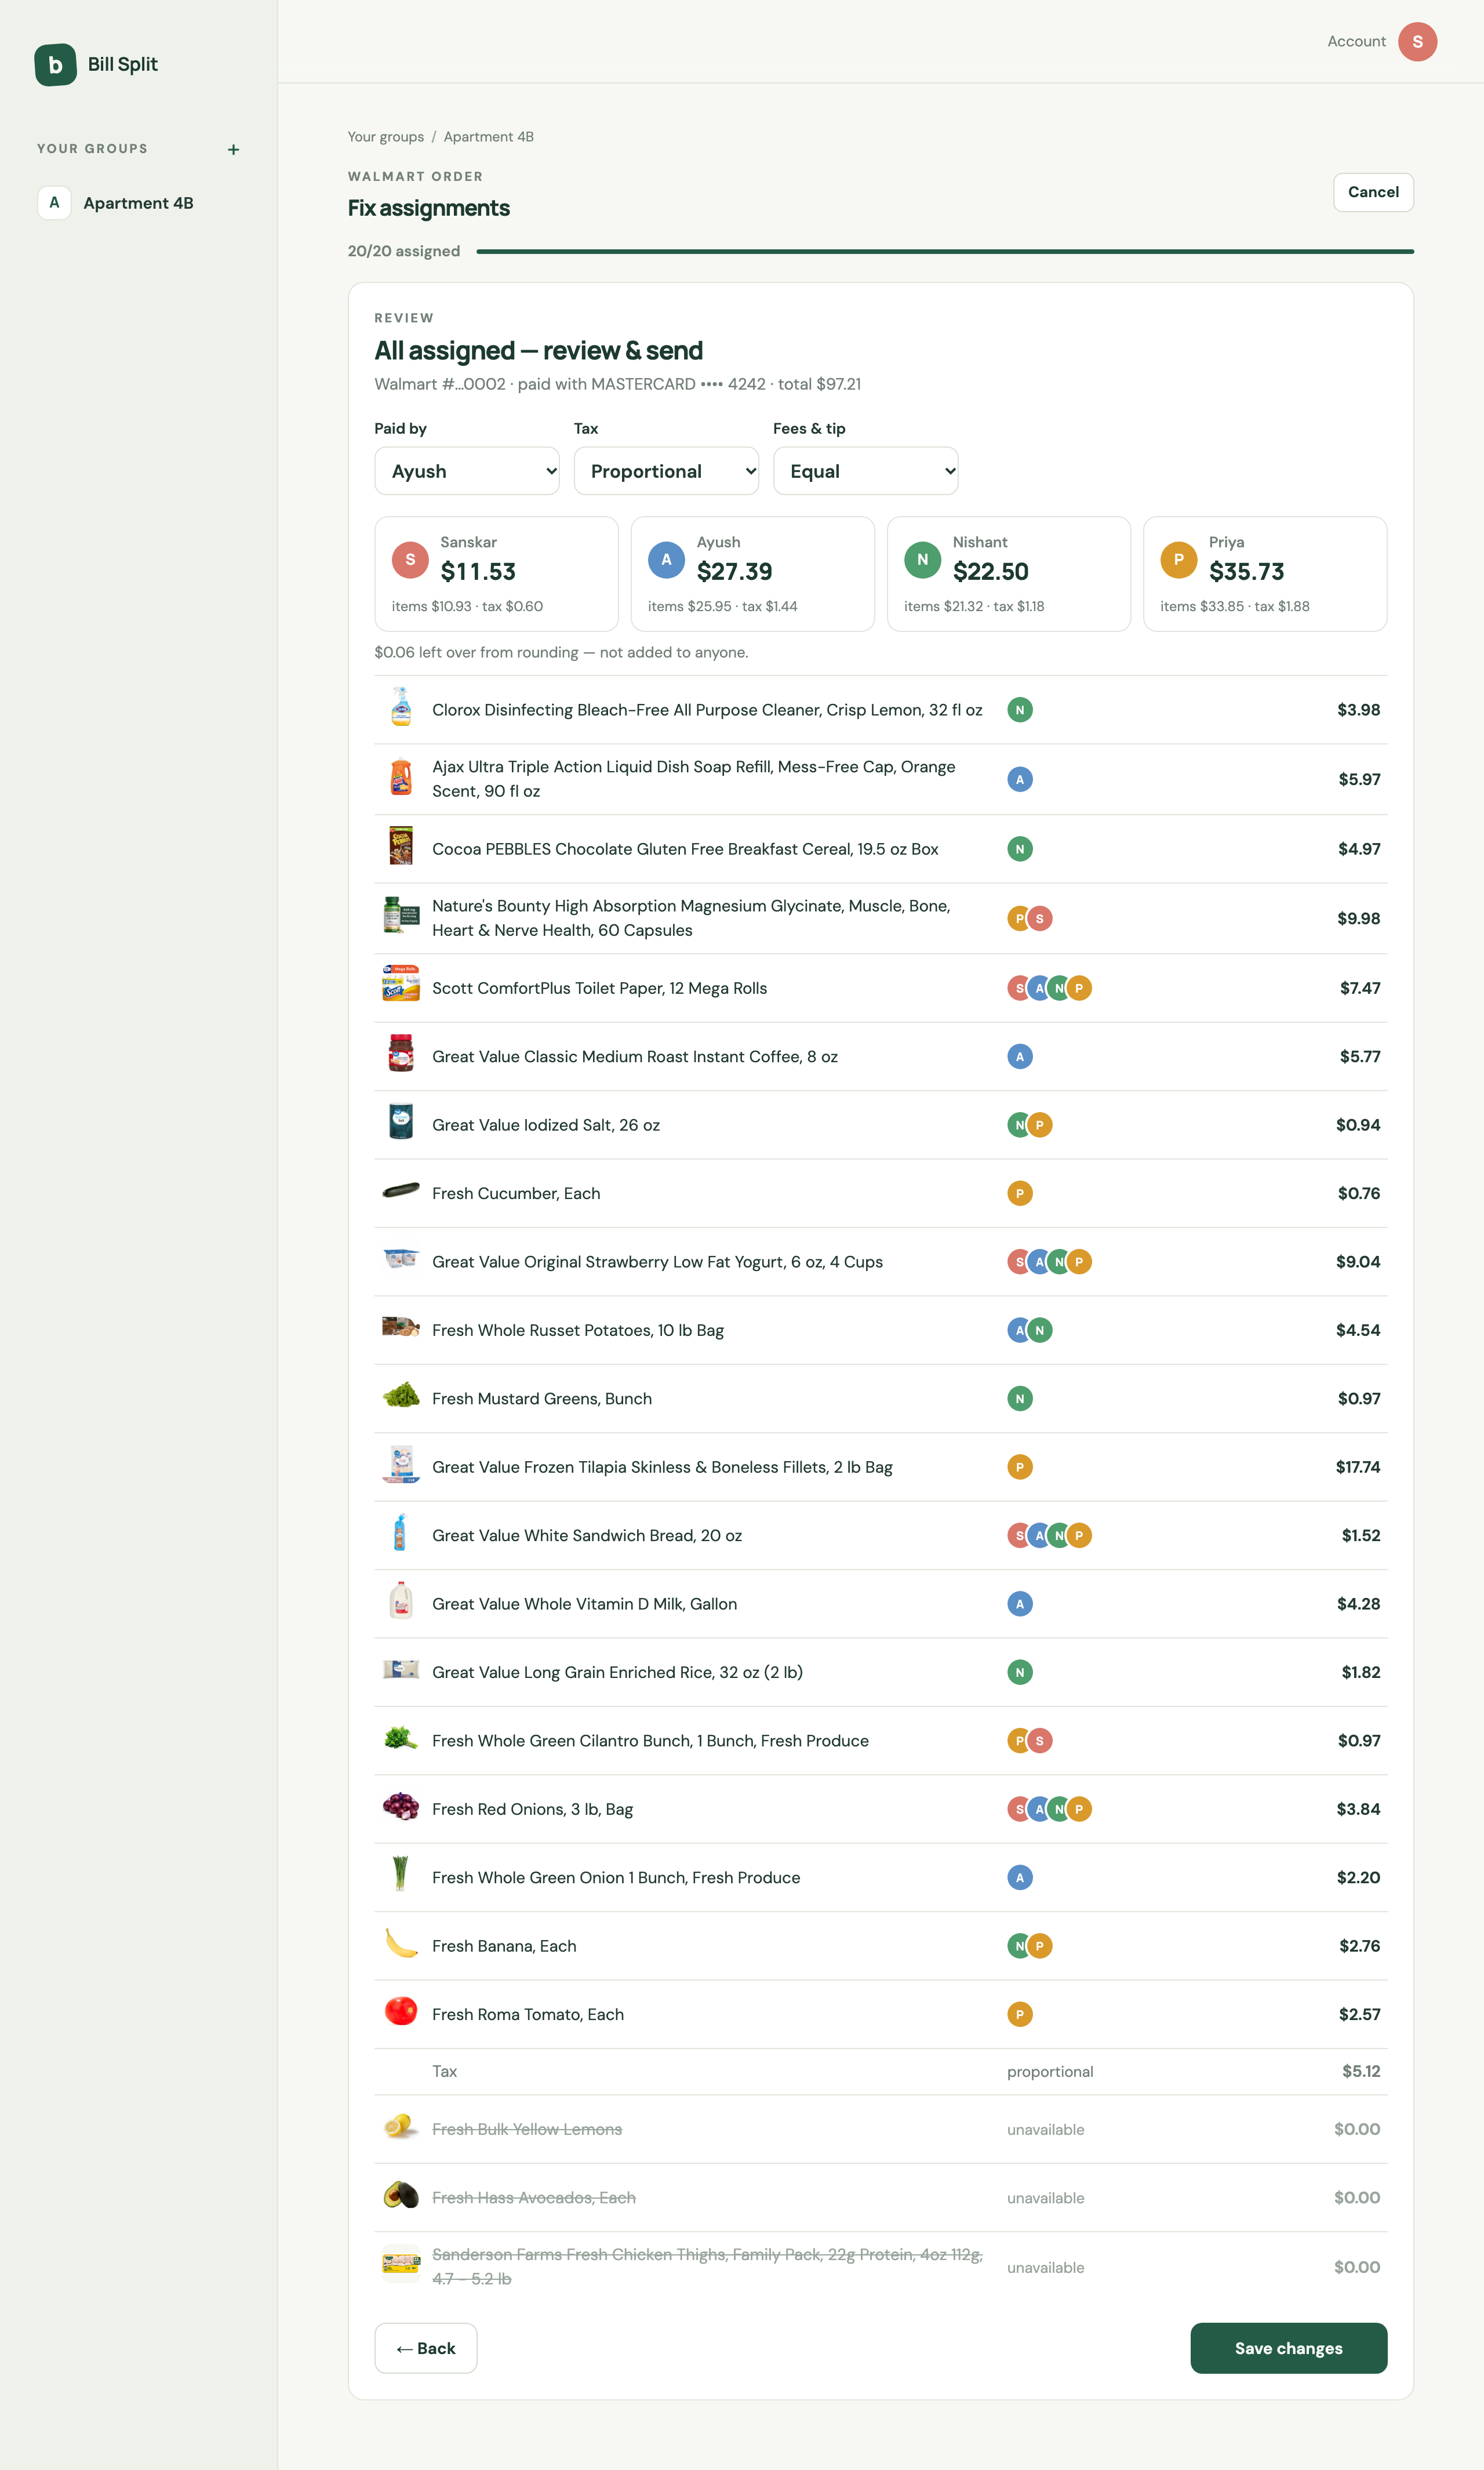 b Bill Split
Account S
YOUR GROUPS +
A Apartment 4B
Your groups / Apartment 4B
WALMART ORDER
Fix assignments
Cancel
20/20 assigned
REVIEW
All assigned — review & send
Walmart #…0002 · paid with MASTERCARD •••• 4242 · total $97.21
Paid by Tax Fees & tip
Ayush Proportional Equal
S Sanskar
$11.53
items $10.93 · tax $0.60
A Ayush
$27.39
items $25.95 · tax $1.44
N Nishant
$22.50
items $21.32 · tax $1.18
P Priya
$35.73
items $33.85 · tax $1.88
$0.06 left over from rounding — not added to anyone.
Clorox Disinfecting Bleach-Free All Purpose Cleaner, Crisp Lemon, 32 fl oz N $3.98
Ajax Ultra Triple Action Liquid Dish Soap Refill, Mess-Free Cap, Orange
Scent, 90 fl oz A $5.97
Cocoa PEBBLES Chocolate Gluten Free Breakfast Cereal, 19.5 oz Box N $4.97
Nature's Bounty High Absorption Magnesium Glycinate, Muscle, Bone,
Heart & Nerve Health, 60 Capsules P S $9.98
Scott ComfortPlus Toilet Paper, 12 Mega Rolls S A N P $7.47
Great Value Classic Medium Roast Instant Coffee, 8 oz A $5.77
Great Value Iodized Salt, 26 oz N P $0.94
Fresh Cucumber, Each P $0.76
Great Value Original Strawberry Low Fat Yogurt, 6 oz, 4 Cups S A N P $9.04
Fresh Whole Russet Potatoes, 10 lb Bag A N $4.54
Fresh Mustard Greens, Bunch N $0.97
Great Value Frozen Tilapia Skinless & Boneless Fillets, 2 lb Bag P $17.74
Great Value White Sandwich Bread, 20 oz S A N P $1.52
Great Value Whole Vitamin D Milk, Gallon A $4.28
Great Value Long Grain Enriched Rice, 32 oz (2 lb) N $1.82
Fresh Whole Green Cilantro Bunch, 1 Bunch, Fresh Produce P S $0.97
Fresh Red Onions, 3 lb, Bag S A N P $3.84
Fresh Whole Green Onion 1 Bunch, Fresh Produce A $2.20
Fresh Banana, Each N P $2.76
Fresh Roma Tomato, Each P $2.57
Tax proportional $5.12
Fresh Bulk Yellow Lemons unavailable $0.00
Fresh Hass Avocados, Each unavailable $0.00
Sanderson Farms Fresh Chicken Thighs, Family Pack, 22g Protein, 4oz 112g,
4.7 - 5.2 lb unavailable $0.00
← Back
Save changes